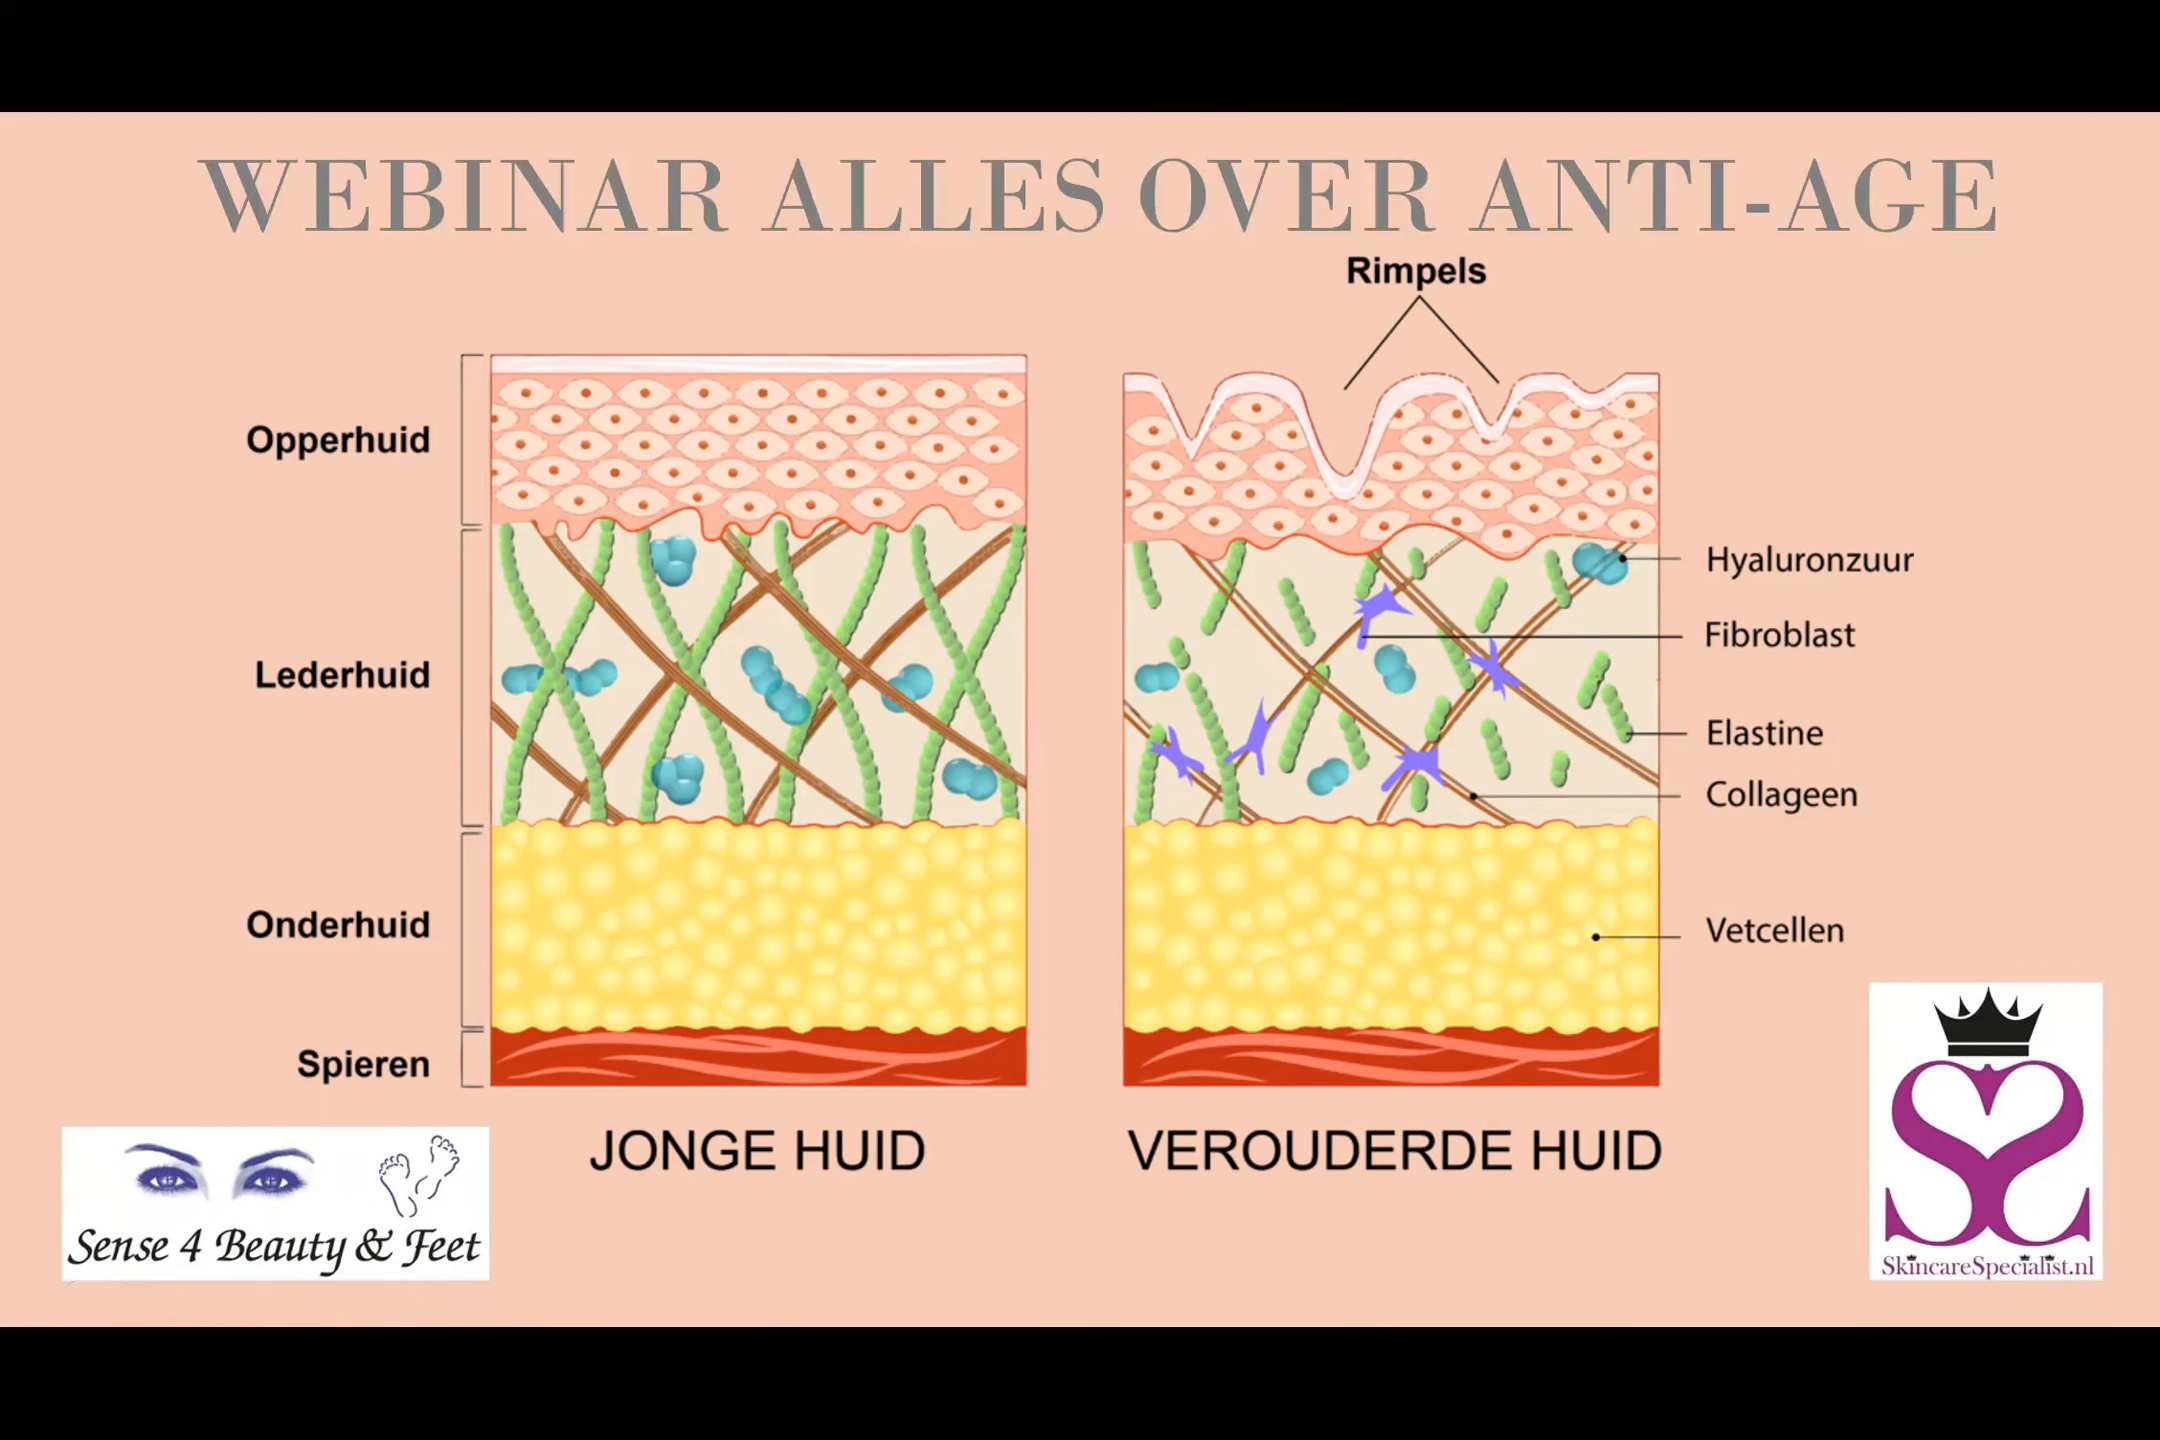 WEBINAR ALLES OVER ANTI-AGE
Rimpels
Opperhuid
Lederhuid
Onderhuid
Spieren
Hyaluronzuur
Fibroblast
Elastine
Collageen
Vetcellen
JONGE HUID
VEROUDERDE HUID
Sense 4 Beauty & Feet
SkincareSpecialist.nl